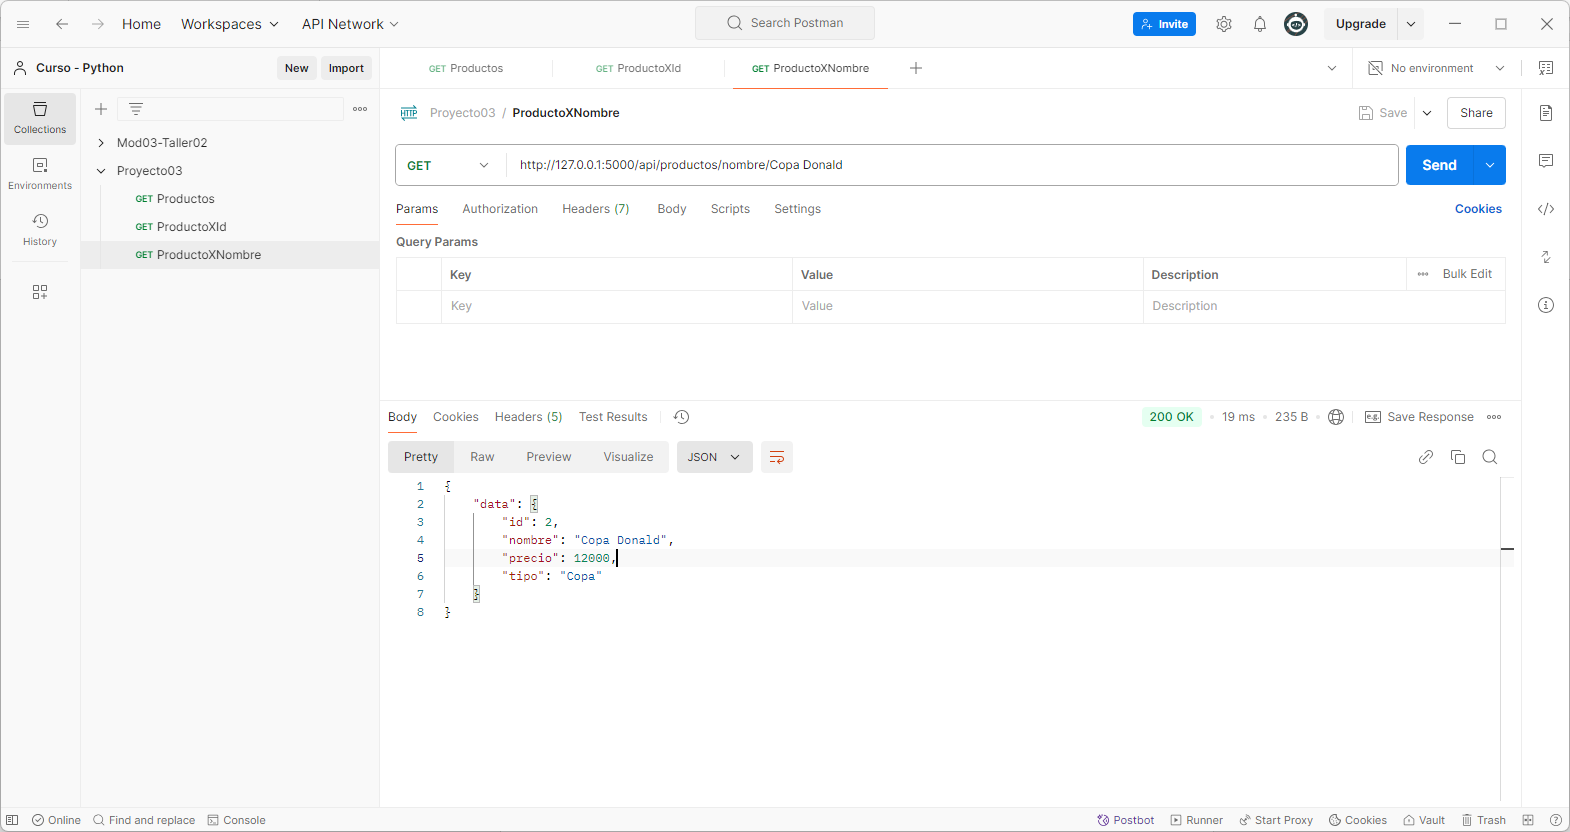 Home Workspaces API Network Search Postman Invite Upgrade
Curso - Python New Import GET Productos GET ProductoXId GET ProductoXNombre No environment
Collections
Environments
History
Mod03-Taller02
Proyecto03
GET Productos
GET ProductoXId
GET ProductoXNombre
HTTP Proyecto03 / ProductoXNombre Save Share
GET http://127.0.0.1:5000/api/productos/nombre/Copa Donald Send
Params Authorization Headers (7) Body Scripts Settings Cookies
Query Params
Key Value Description Bulk Edit
Key Value Description
Body Cookies Headers (5) Test Results 200 OK 19 ms 235 B e.g. Save Response
Pretty Raw Preview Visualize JSON
1 {
2 "data": {
3 "id": 2,
4 "nombre": "Copa Donald",
5 "precio": 12000,
6 "tipo": "Copa"
7 }
8 }
Online Find and replace Console Postbot Runner Start Proxy Cookies Vault Trash